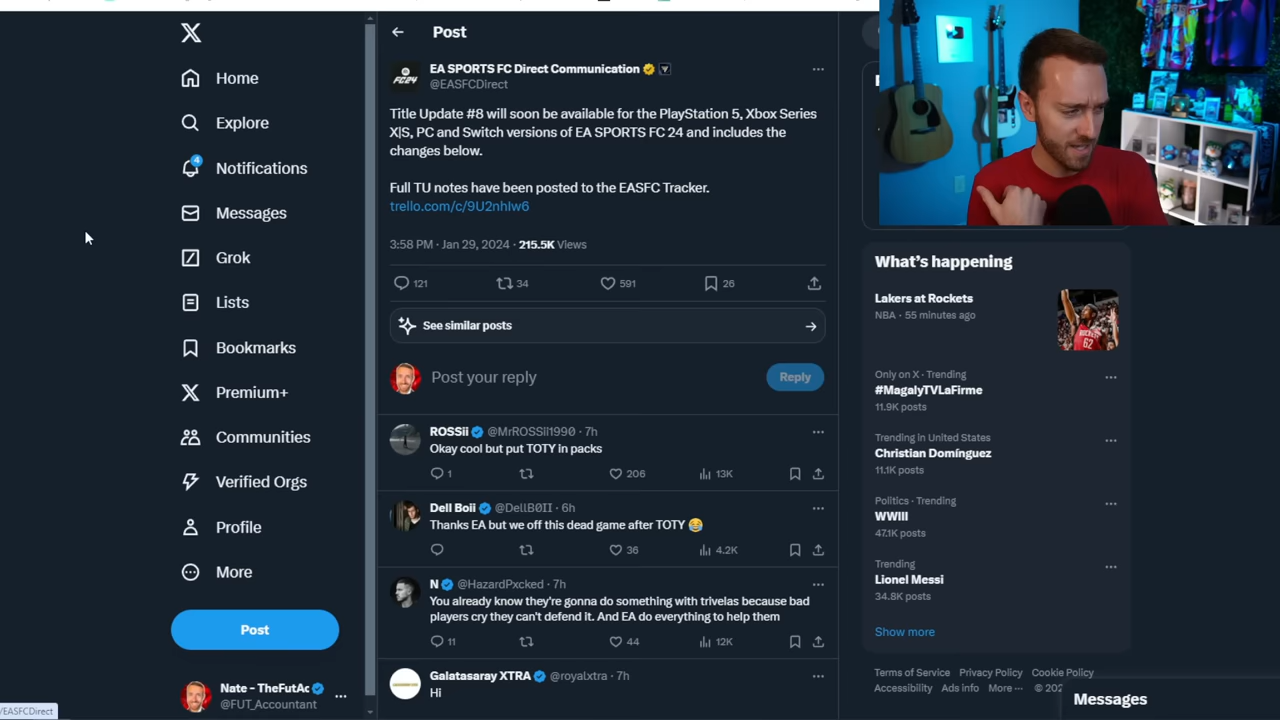 Home
Explore
4
Notifications
Messages
Grok
Lists
Bookmarks
Premium+
Communities
Verified Orgs
Profile
More
Post
Nate - TheFutAc
@FUT_Accountant
/EASFCDirect
Post
FC24
EA SPORTS FC Direct Communication
@EASFCDirect
Title Update #8 will soon be available for the PlayStation 5, Xbox Series
X|S, PC and Switch versions of EA SPORTS FC 24 and includes the
changes below.
Full TU notes have been posted to the EASFC Tracker.
trello.com/c/9U2nhIw6
3:58 PM · Jan 29, 2024 · 215.5K Views
121
34
591
26
See similar posts
Post your reply
Reply
ROSSii @MrROSSii1990 · 7h
Okay cool but put TOTY in packs
1
206
13K
Dell Boii @DellB0II · 6h
Thanks EA but we off this dead game after TOTY 😂
36
4.2K
N @HazardPxcked · 7h
You already know they're gonna do something with trivelas because bad
players cry they can't defend it. And EA do everything to help them
11
44
12K
Galatasaray XTRA @royalxtra · 7h
Hi
What's happening
Lakers at Rockets
NBA · 55 minutes ago
Only on X · Trending
#MagalyTVLaFirme
11.9K posts
Trending in United States
Christian Domínguez
11.1K posts
Politics · Trending
WWIII
47.1K posts
Trending
Lionel Messi
34.8K posts
Show more
Terms of Service Privacy Policy Cookie Policy
Accessibility Ads info More ··· © 202
Messages